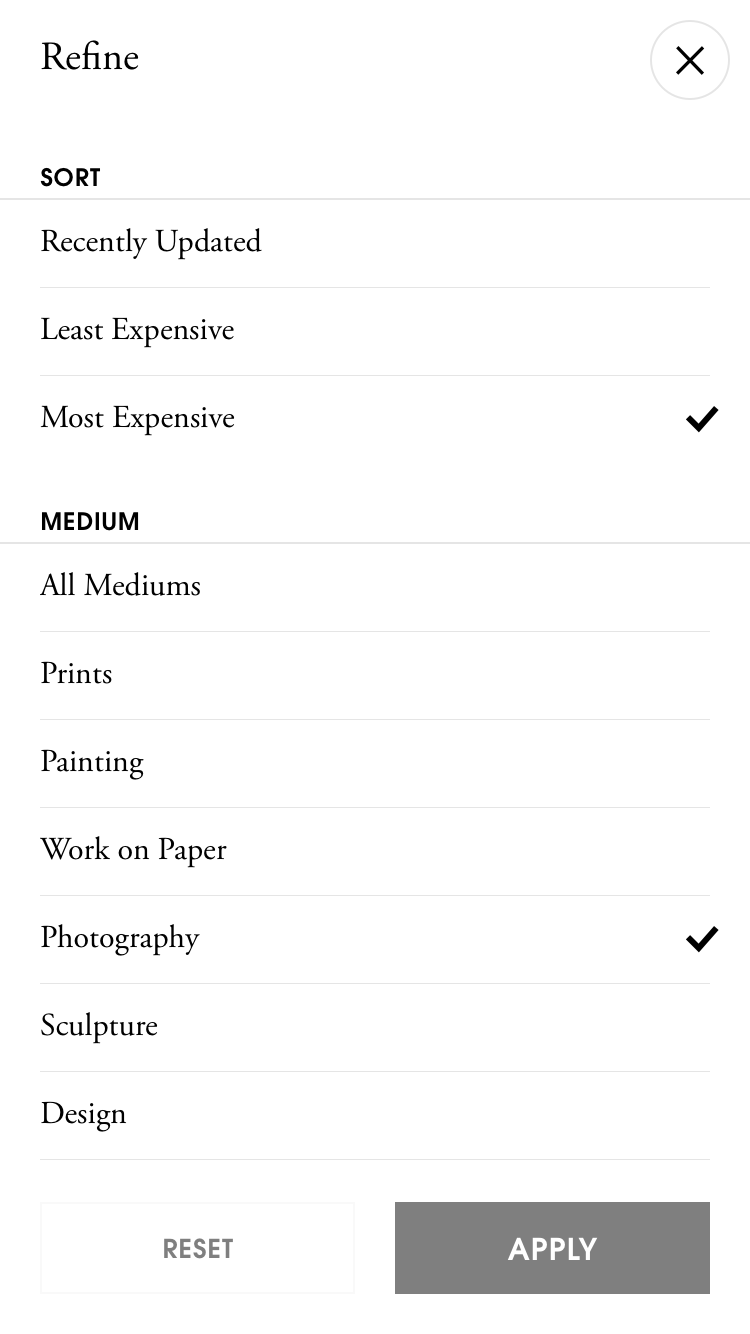 Refine
SORT
Recently Updated
Least Expensive
Most Expensive
MEDIUM
All Mediums
Prints
Painting
Work on Paper
Photography
Sculpture
Design
RESET
APPLY